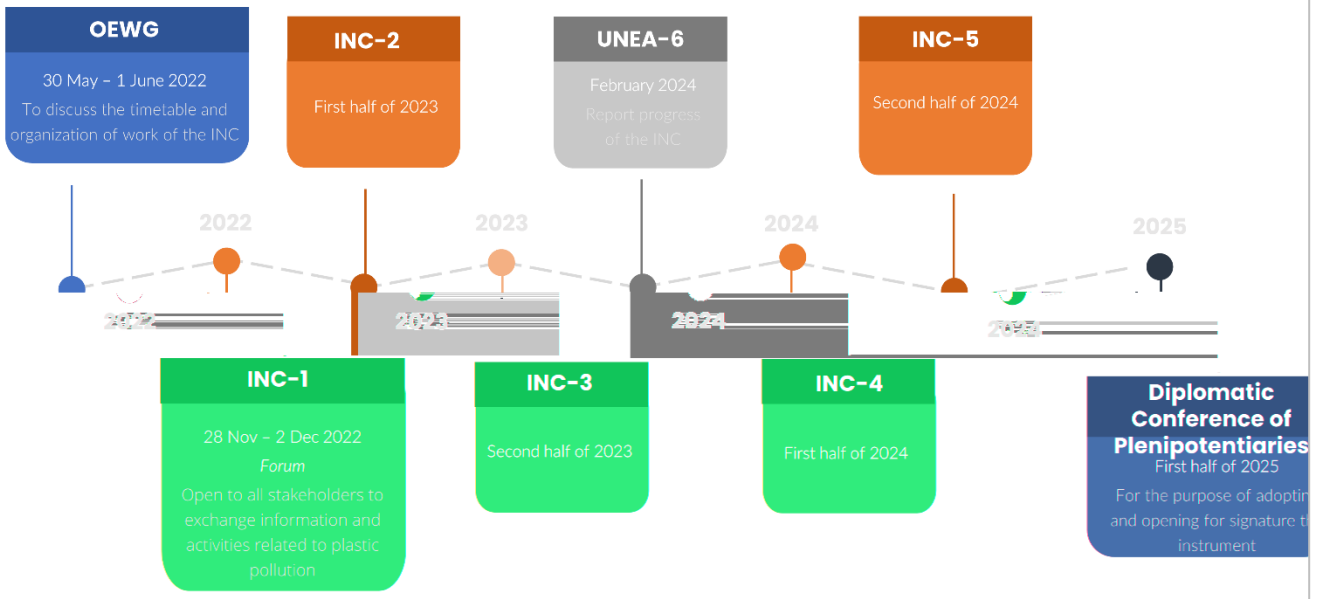 OEWG
30 May – 1 June 2022
To discuss the timetable and
organization of work of the INC
INC-2
First half of 2023
UNEA-6
February 2024
Report progress
of the INC
INC-5
Second half of 2024
2022
2023
2024
2025
2022
2023
2024
INC-1
28 Nov – 2 Dec 2022
Forum
Open to all stakeholders to
exchange information and
activities related to plastic
pollution
INC-3
Second half of 2023
INC-4
First half of 2024
Diplomatic
Conference of
Plenipotentiaries
First half of 2025
For the purpose of adoptin
and opening for signature th
instrument